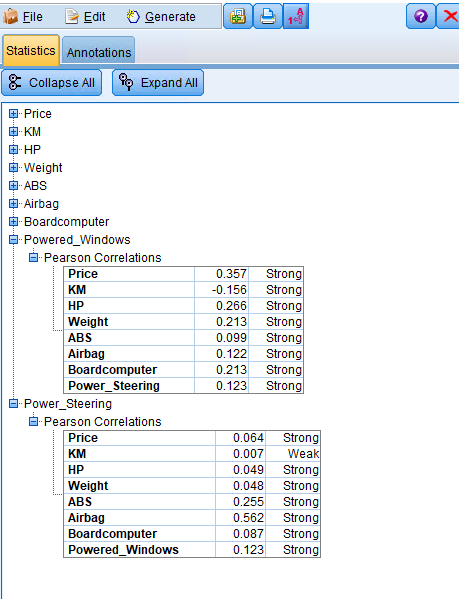 File Edit Generate
Statistics Annotations
Collapse All Expand All
Price
KM
HP
Weight
ABS
Airbag
Boardcomputer
Powered_Windows
Pearson Correlations
Price 0.357 Strong
KM -0.156 Strong
HP 0.266 Strong
Weight 0.213 Strong
ABS 0.099 Strong
Airbag 0.122 Strong
Boardcomputer 0.213 Strong
Power_Steering 0.123 Strong
Power_Steering
Pearson Correlations
Price 0.064 Strong
KM 0.007 Weak
HP 0.049 Strong
Weight 0.048 Strong
ABS 0.255 Strong
Airbag 0.562 Strong
Boardcomputer 0.087 Strong
Powered_Windows 0.123 Strong